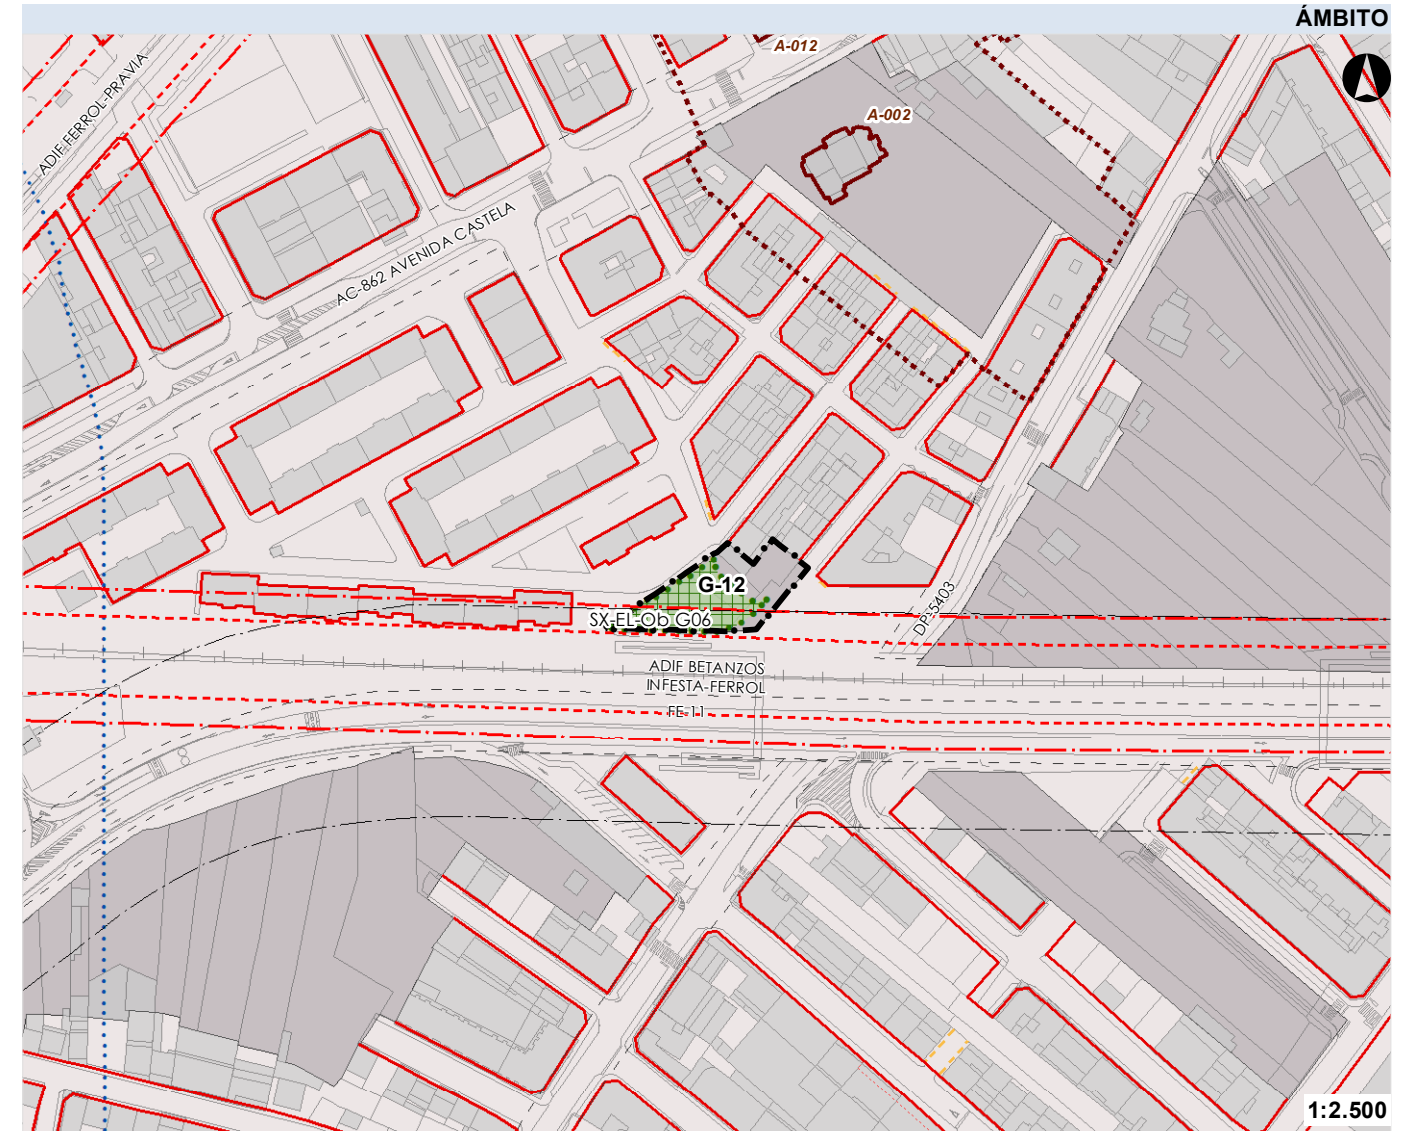 ÁMBITO
A-012
ADIF FERROL-PRAVIA
A-002
AC-862 AVENIDA CASTELA
G-12
SX-EL-Ob G06
DP-5403
ADIF BETANZOS
INFESTA-FERROL
FE-11
1:2.500